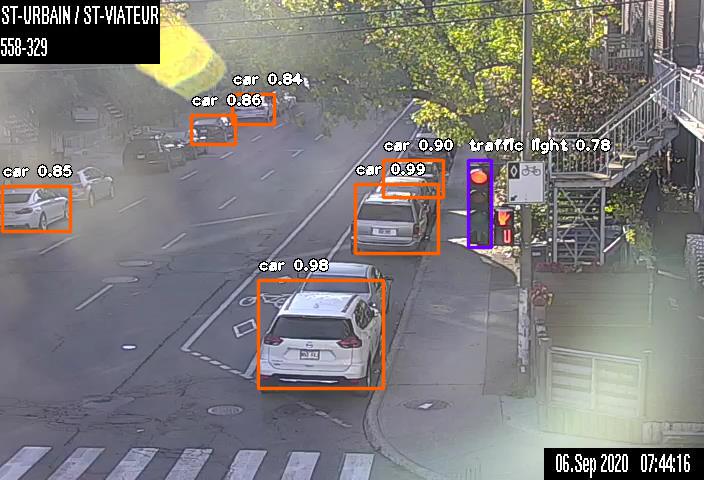 ST-URBAIN / ST-VIATEUR
558-329
car 0.84
car 0.86
car 0.90
traffic light 0.78
car 0.99
car 0.85
car 0.98
06.Sep 2020 07:44:16